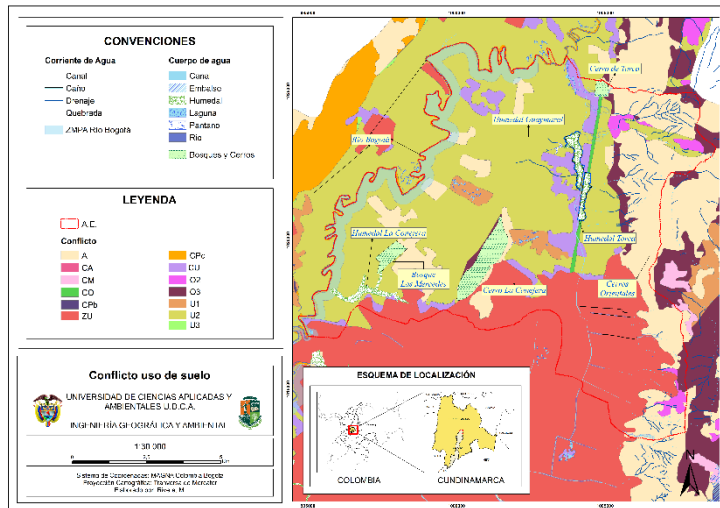 CONVENCIONES
Corriente de Agua
Canal
Caño
Drenaje
Quebrada
ZMPA Río Bogotá
Cuerpo de agua
Cana
Embalse
Humedal
Laguna
Pantano
Río
Bosques y Cerros
LEYENDA
A.E.
Conflicto
A
CA
CM
CO
CPb
ZU
CPc
CU
O2
U1
U2
U3
Conflicto uso de suelo
UNIVERSIDAD DE CIENCIAS APLICADAS Y
AMBIENTALES U.D.C.A.
INGENIERÍA GEOGRÁFICA Y AMBIENTAL
1:30 000
Sistema de Coordenadas: MAGNA Colombia Bogotá
Proyección Cartográfica: Transversa de Mercator
Cerro de Torca
Humedal Guaymaral
Río Bogotá
Humedal La Conejera
Humedal Torca
Bosque
Las Mercedes
Cerro La Conejera
Cerros
Orientales
ESQUEMA DE LOCALIZACIÓN
COLOMBIA
CUNDINAMARCA
N